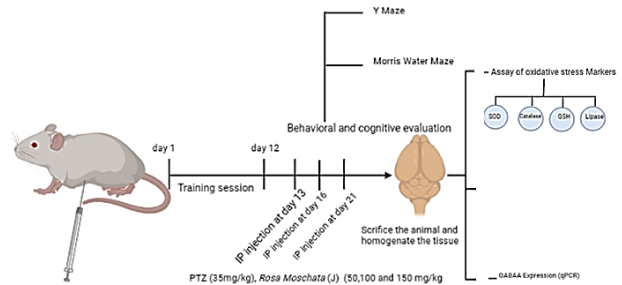 Y Maze
Morris Water Maze
Assay of oxidative stress Markers
SOD
Catalase
GSH
Lipase
Behavioral and cognitive evaluation
day 1
day 12
Training session
IP injection at day 13
IP injection at day 16
IP injection at day 21
Scrifice the animal and
homogenate the tissue
GABAA Expression (qPCR)
PTZ (35mg/kg), Rosa Moschata (J) (50,100 and 150 mg/kg